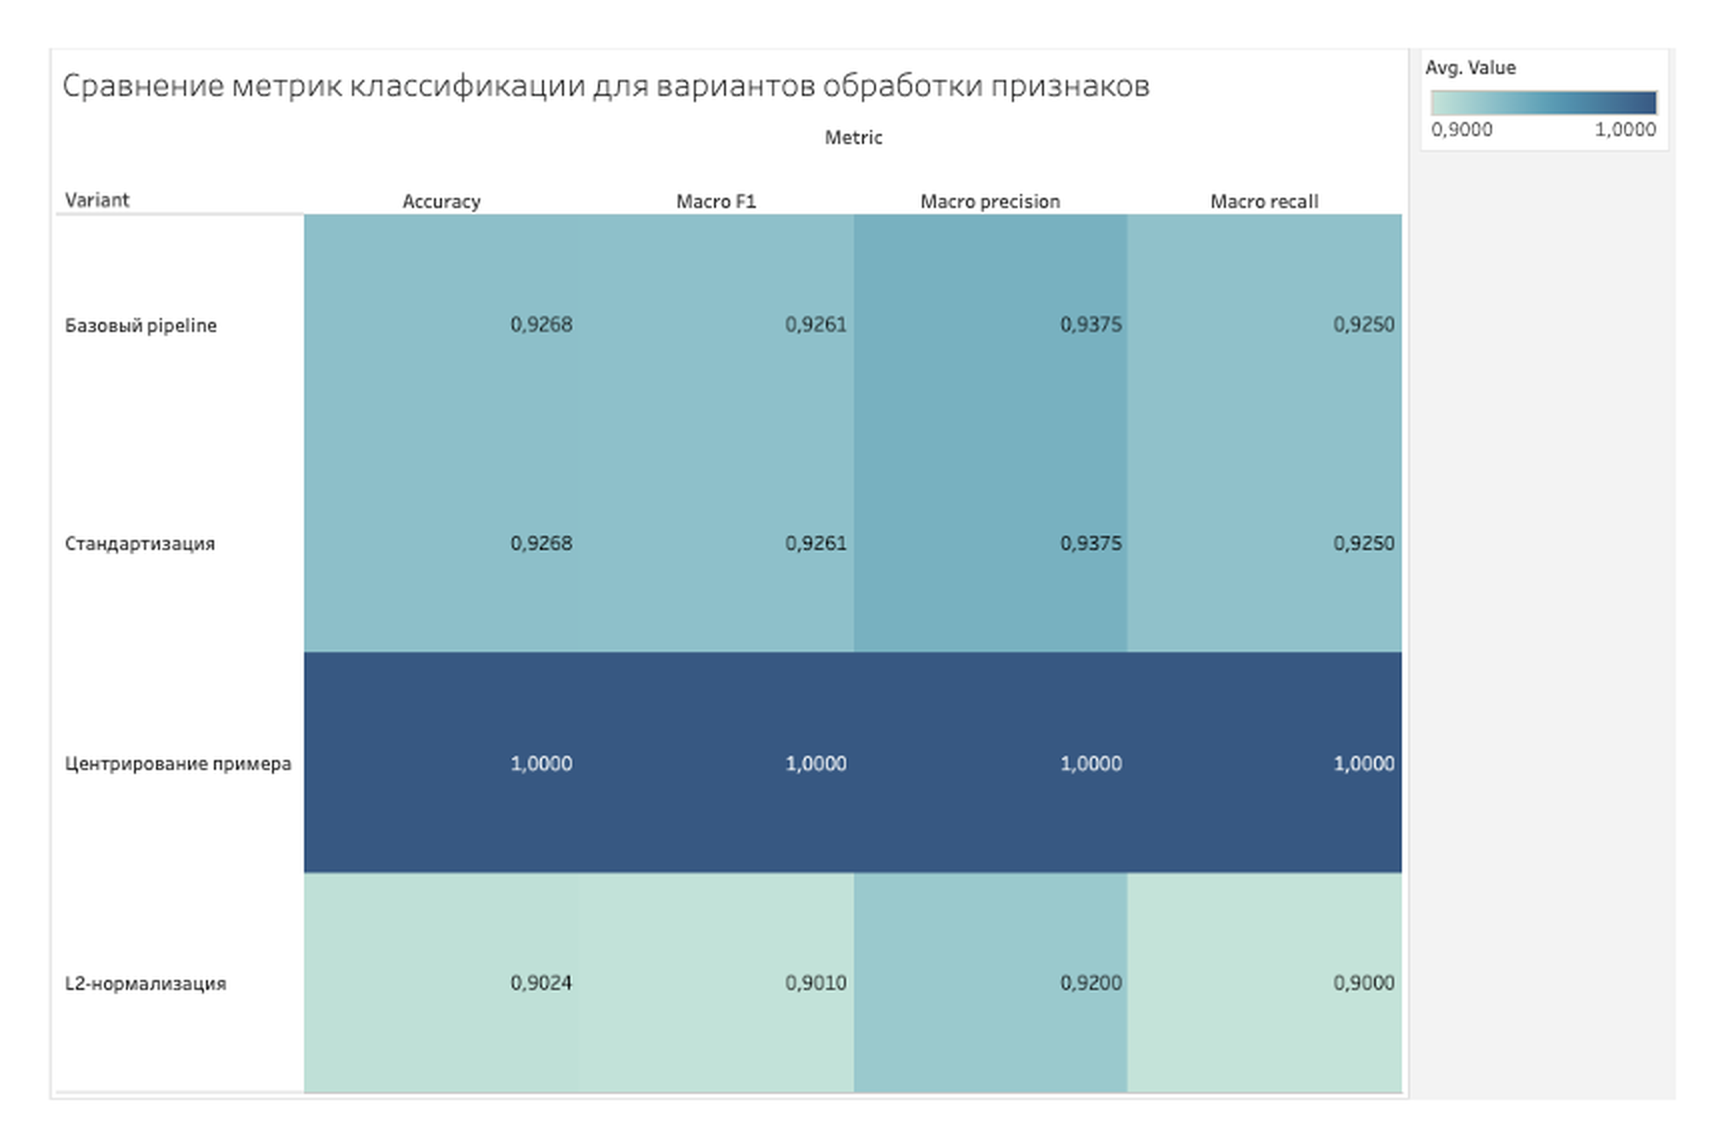 Сравнение метрик классификации для вариантов обработки признаков
Metric
Variant Accuracy Macro F1 Macro precision Macro recall
Базовый pipeline 0,9268 0,9261 0,9375 0,9250
Стандартизация 0,9268 0,9261 0,9375 0,9250
Центрирование примера 1,0000 1,0000 1,0000 1,0000
L2-нормализация 0,9024 0,9010 0,9200 0,9000
Avg. Value
0,9000 1,0000